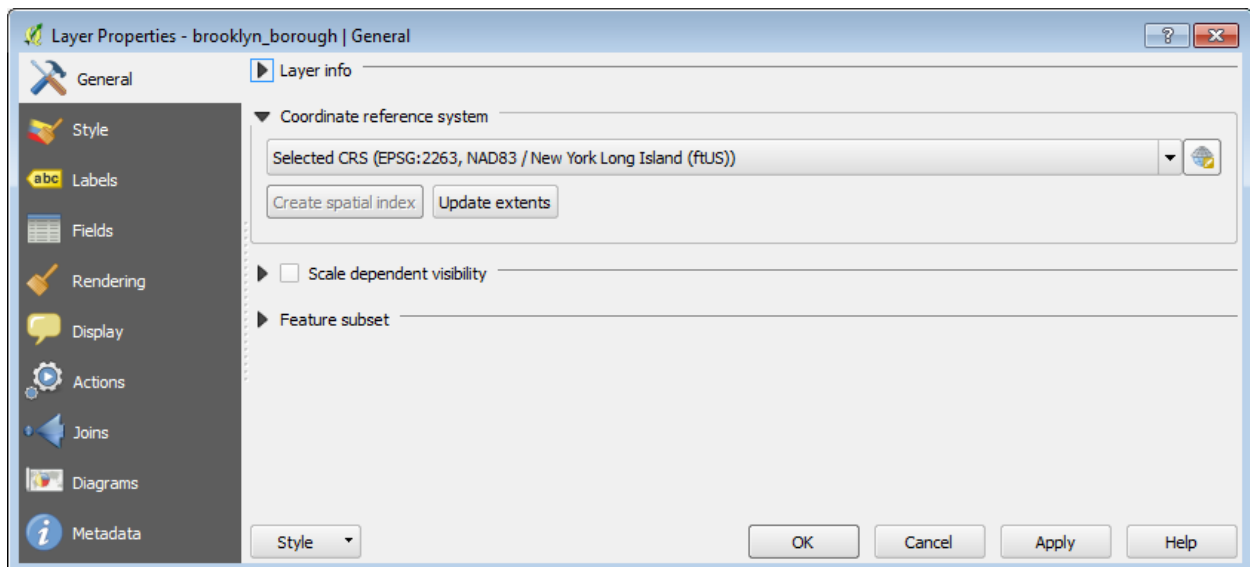 Layer Properties - brooklyn_borough | General
General
Style
abc Labels
Fields
Rendering
Display
Actions
Joins
Diagrams
Metadata
Layer info
Coordinate reference system
Selected CRS (EPSG:2263, NAD83 / New York Long Island (ftUS))
Create spatial index Update extents
Scale dependent visibility
Feature subset
Style OK Cancel Apply Help